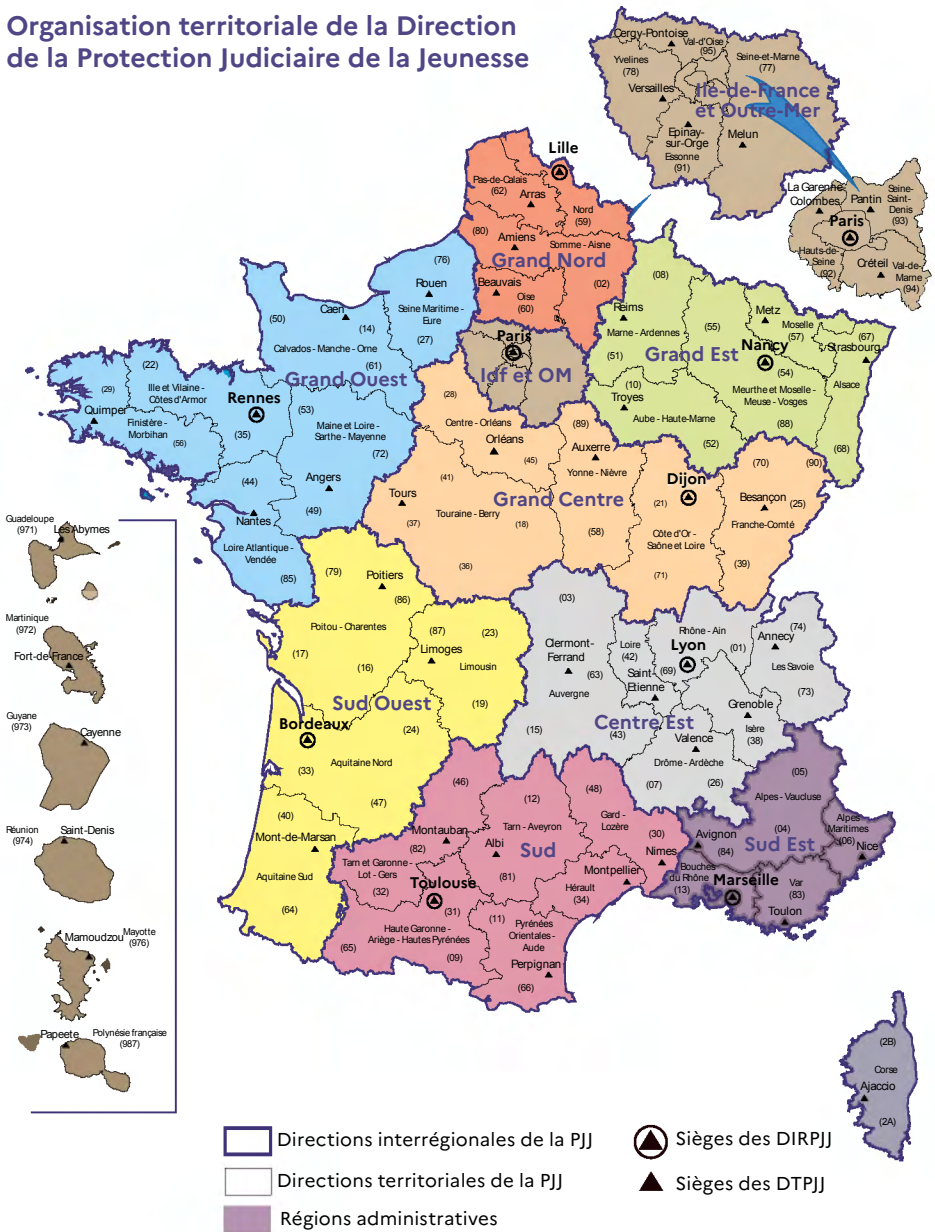 Organisation territoriale de la Direction
de la Protection Judiciaire de la Jeunesse
Cergy-Pontoise
Val-d'Oise
(95)
Yvelines
(78)
Seine-et-Marne
(77)
Versailles
Ile-de-France
et Outre-Mer
Epinay-
sur-Orge
Essonne
(91)
Melun
La Garenne
Colombes
Pantin
Seine-
Saint-
Denis
(93)
Paris
Hauts-de-
Seine
(92)
Créteil
Val-de-
Marne
(94)
Lille
Pas-de-Calais
(62)
Arras
Nord
(59)
(80)
Amiens
Somme - Aisne
Grand Nord
Beauvais
Oise
(60)
(02)
(76)
Rouen
Seine Maritime -
Eure
(27)
(50)
Caen
(14)
Calvados - Manche - Orne
(61)
Grand Ouest
(22)
(29)
Ille et Vilaine -
Côtes d'Armor
Rennes
(35)
Quimper
Finistère -
Morbihan
(56)
(53)
Maine et Loire -
Sarthe - Mayenne
(72)
Angers
(49)
(44)
Nantes
Loire Atlantique -
Vendée
(85)
Paris
Idf et OM
(08)
Reims
Marne - Ardennes
(51)
(55)
Metz
Moselle
(57)
(67)
Strasbourg
Grand Est
Nancy
(54)
(10)
Troyes
Aube - Haute-Marne
(52)
Meurthe et Moselle -
Meuse - Vosges
(88)
Alsace
(68)
(28)
Centre - Orléans
Orléans
(45)
(41)
Tours
(37)
Touraine - Berry
(18)
(36)
Grand Centre
(89)
Auxerre
Yonne - Nièvre
(58)
Dijon
(21)
Côte d'Or -
Saône et Loire
(71)
(70)
(90)
Besançon
(25)
Franche-Comté
(39)
(79)
Poitiers
(86)
Poitou - Charentes
(17)
(16)
(87)
(23)
Limoges
Limousin
(19)
Sud Ouest
Bordeaux
(24)
(33)
Aquitaine Nord
(47)
(40)
Mont-de-Marsan
Aquitaine Sud
(64)
(03)
Clermont-
Ferrand
(63)
Auvergne
(15)
(43)
Loire
(42)
Saint-
Etienne
Rhône - Ain
(01)
Lyon
(69)
(74)
Annecy
Les Savoie
(73)
Centre Est
Grenoble
Isère
(38)
Valence
Drôme - Ardèche
(07)
(26)
(46)
(12)
(48)
Montauban
(82)
Tarn et Garonne -
Lot - Gers
(32)
Tarn - Aveyron
Albi
(81)
Sud
Gard -
Lozère
(30)
Nimes
Montpellier
Hérault
(34)
Toulouse
(31)
Haute Garonne -
Ariège - Hautes Pyrénées
(65)
(09)
(11)
Pyrénées
Orientales-
Aude
Perpignan
(66)
(05)
Alpes - Vaucluse
(04)
Avignon
(84)
Sud Est
Alpes
Maritimes
(06)
Nice
Bouches
du Rhône
(13)
Marseille
Var
(83)
Toulon
(2B)
Corse
Ajaccio
(2A)
Guadeloupe
(971)
Les Abymes
Martinique
(972)
Fort-de-France
Guyane
(973)
Cayenne
Réunion
(974)
Saint-Denis
Mamoudzou
Mayotte
(976)
Papeete
Polynésie française
(987)
Directions interrégionales de la PJJ
Sièges des DIRPJJ
Directions territoriales de la PJJ
Sièges des DTPJJ
Régions administratives